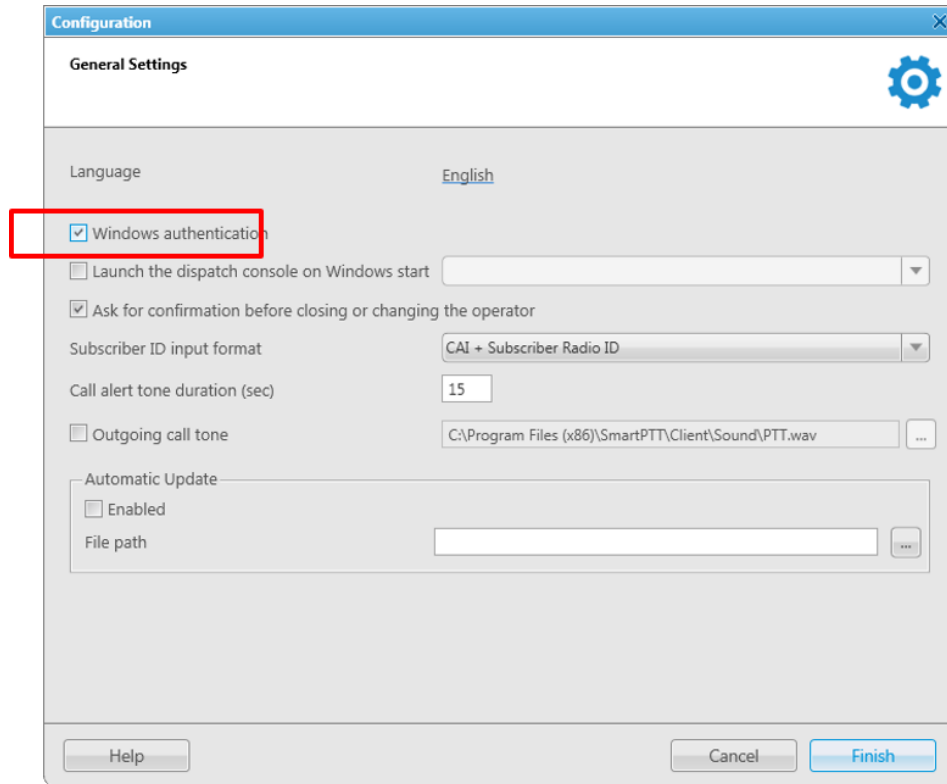 Configuration
General Settings
Language English
Windows authentication
Launch the dispatch console on Windows start
Ask for confirmation before closing or changing the operator
Subscriber ID input format CAI + Subscriber Radio ID
Call alert tone duration (sec) 15
Outgoing call tone C:\Program Files (x86)\SmartPTT\Client\Sound\PTT.wav ...
Automatic Update
Enabled
File path ...
Help Cancel Finish